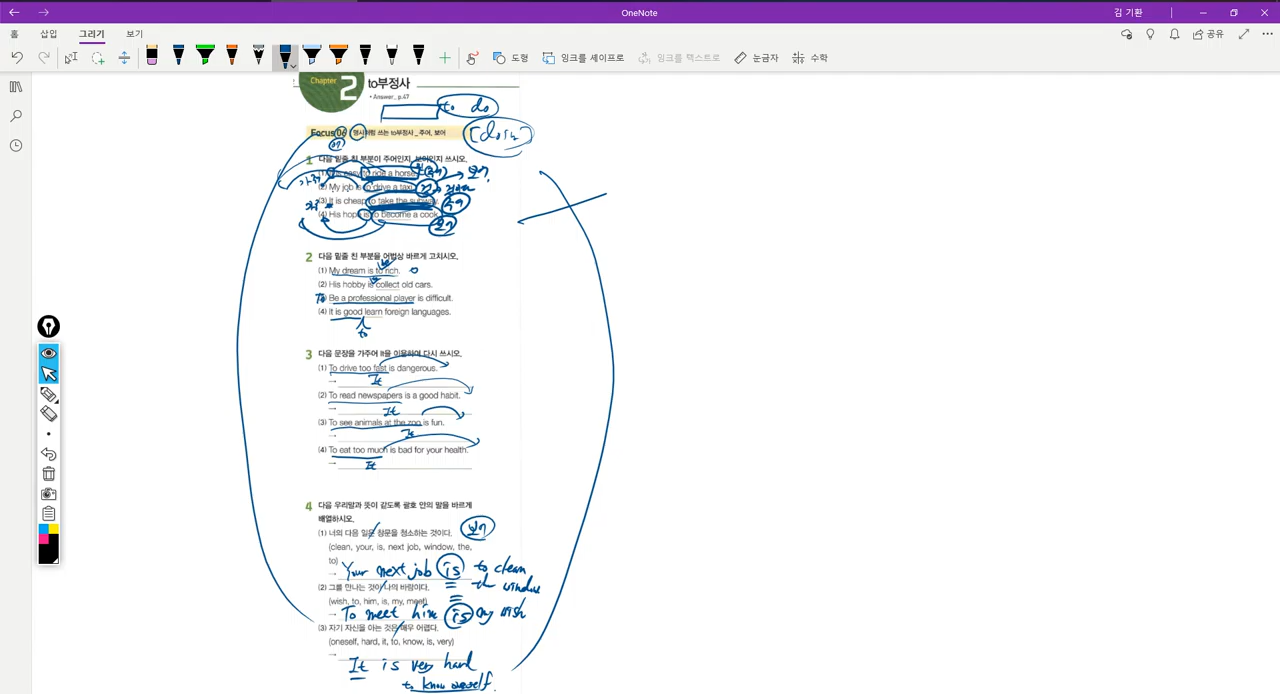 OneNote
김 기환
홈 삽입 그리기 보기
공유
도형 잉크를 셰이프로 잉크를 텍스트로 눈금자 수학
Chapter 2 to부정사
• Answer_ p.47
to do
Focus 06 명사처럼 쓰는 to부정사 _주어, 보어
1 다음 밑줄 친 부분이 주어인지, 보어인지 쓰시오.
easy to ride a horse. 보어
(2) My job is to drive a taxi.
(3) It is cheap to take the subway.
(4) His hope is to become a cook.
2 다음 밑줄 친 부분을 어법상 바르게 고치시오.
(1) My dream is to rich.
(2) His hobby is collect old cars.
To Be a professional player is difficult.
(4) It is good learn foreign languages.
to
3 다음 문장을 가주어 It을 이용하여 다시 쓰시오.
(1) To drive too fast is dangerous.
→ It
(2) To read newspapers is a good habit.
→ It
(3) To see animals at the zoo is fun.
→ It
(4) To eat too much is bad for your health.
→ It
4 다음 우리말과 뜻이 같도록 괄호 안의 말을 바르게
배열하시오.
(1) 너의 다음 일은 창문을 청소하는 것이다. 보어
(clean, your, is, next job, window, the,
to)
→ Your next job is to clean
the window
(2) 그를 만나는 것이 나의 바람이다.
(wish, to, him, is, my, meet)
→ To meet him is my wish
(3) 자기 자신을 아는 것은 매우 어렵다.
(oneself, hard, it, to, know, is, very)
→
It is very hard
to know oneself.